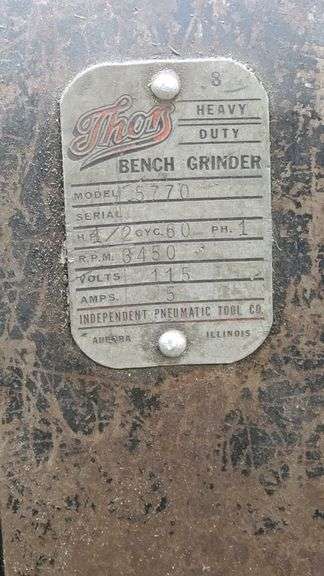 8
Thor
HEAVY
DUTY
BENCH GRINDER
MODEL 5770
SERIAL
H.P. 1/2 CYC. 60 PH. 1
R.P.M. 3450
VOLTS 115
AMPS. 5
INDEPENDENT PNEUMATIC TOOL CO.
AURORA ILLINOIS